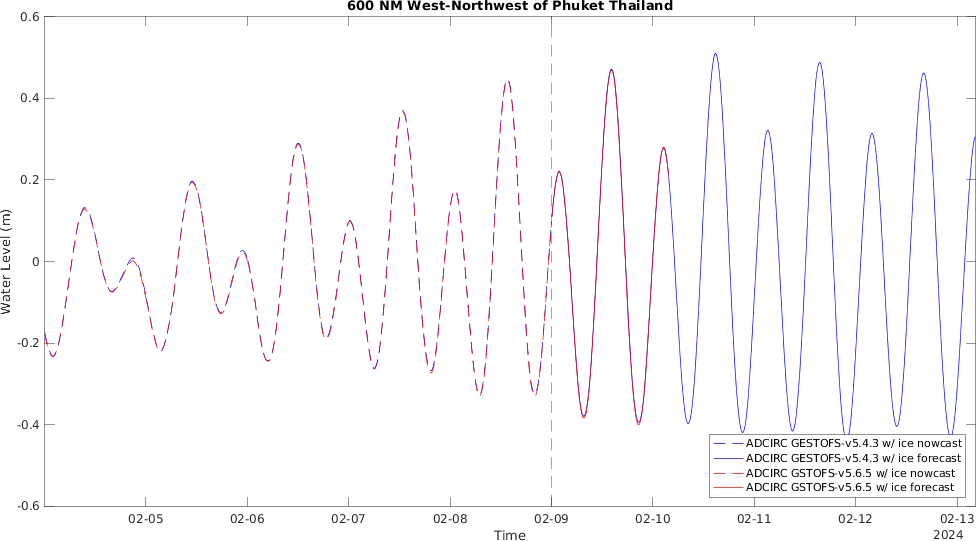 600 NM West-Northwest of Phuket Thailand
0.6
0.4
0.2
0
-0.2
-0.4
-0.6
Water Level (m)
02-05
02-06
02-07
02-08
02-09
02-10
02-11
02-12
02-13
Time
2024
ADCIRC GESTOFS-v5.4.3 w/ ice nowcast
ADCIRC GESTOFS-v5.4.3 w/ ice forecast
ADCIRC GSTOFS-v5.6.5 w/ ice nowcast
ADCIRC GSTOFS-v5.6.5 w/ ice forecast